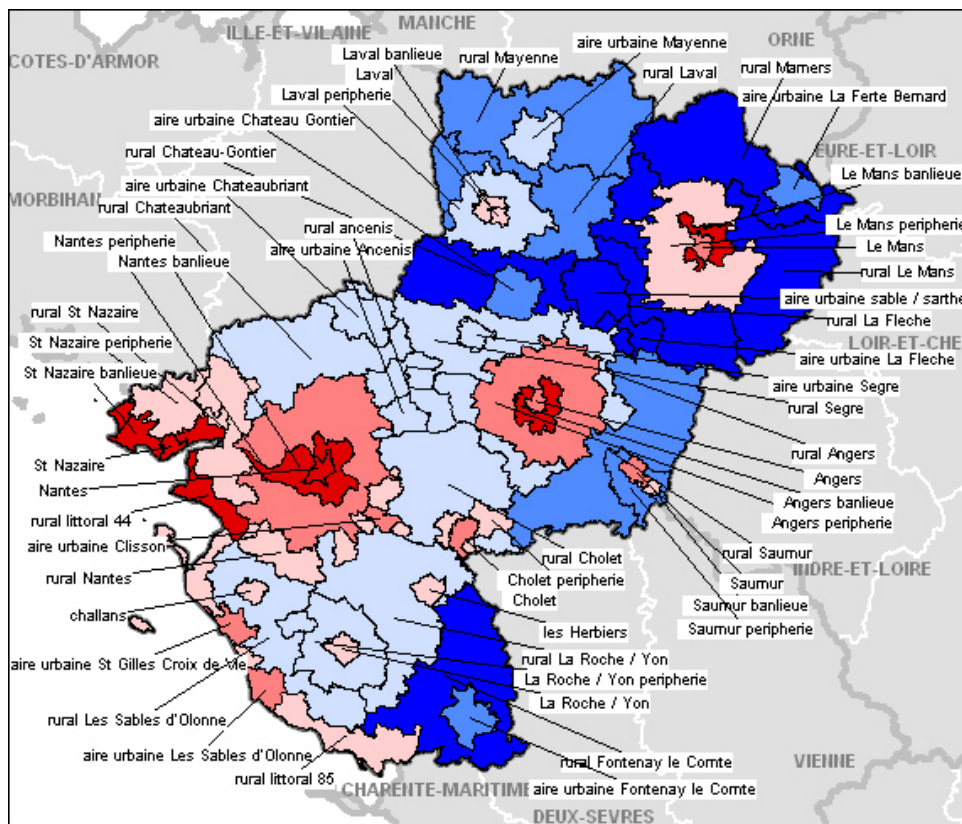 MANCHE
ILLE-ET-VILAINE
COTES-D'ARMOR
ORNE
Laval banlieue
Laval
Laval peripherie
rural Mayenne
aire urbaine Mayenne
rural Laval
rural Mamers
aire urbaine La Ferte Bernard
aire urbaine Chateau Gontier
rural Chateau-Gontier
EURE-ET-LOIR
aire urbaine Chateaubriant
rural Chateaubriant
MORBIHAN
Le Mans banlieue
Le Mans peripherie
Le Mans
rural Le Mans
rural ancenis
aire urbaine Ancenis
Nantes peripherie
Nantes banlieue
aire urbaine sable / sarthe
rural La Fleche
rural St Nazaire
St Nazaire peripherie
St Nazaire banlieue
LOIR-ET-CHE
aire urbaine La Fleche
aire urbaine Segre
rural Segre
St Nazaire
Nantes
rural littoral 44
aire urbaine Clisson
rural Nantes
challans
rural Angers
Angers
Angers banlieue
Angers peripherie
rural Saumur
Saumur
Saumur banlieue
Saumur peripherie
INDRE-ET-LOIRE
rural Cholet
Cholet peripherie
Cholet
les Herbiers
aire urbaine St Gilles Croix de Vie
rural La Roche / Yon
La Roche / Yon peripherie
La Roche / Yon
rural Les Sables d'Olonne
aire urbaine Les Sables d'Olonne
rural littoral 85
rural Fontenay le Comte
aire urbaine Fontenay le Comte
VIENNE
CHARENTE-MARITIME
DEUX-SEVRES